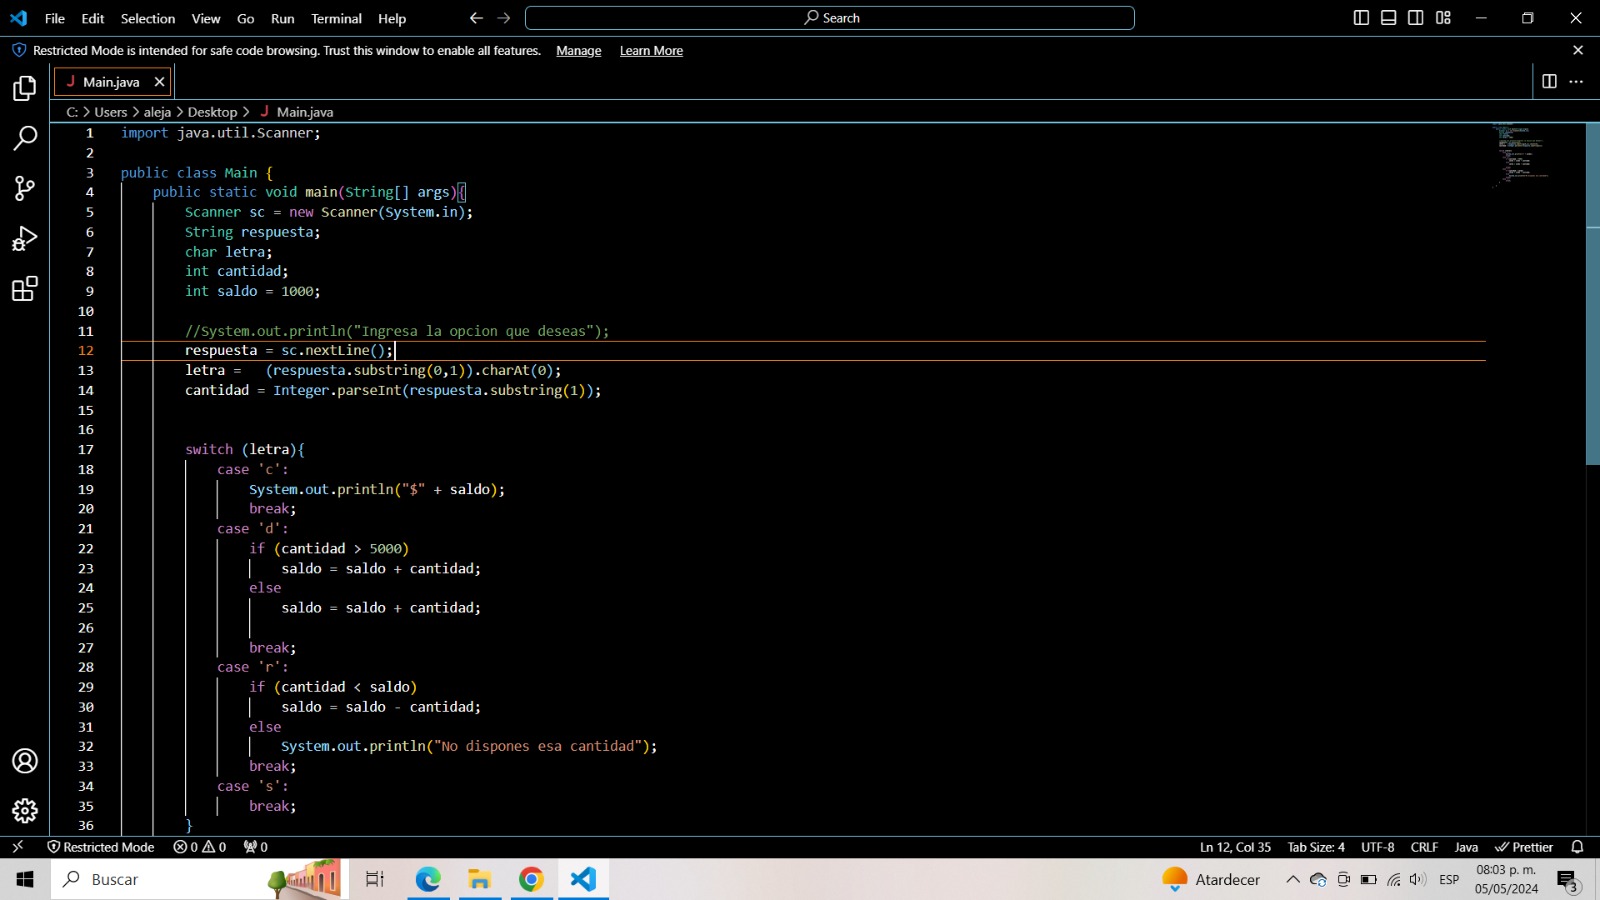 File Edit Selection View Go Run Terminal Help Search
Restricted Mode is intended for safe code browsing. Trust this window to enable all features. Manage Learn More
J Main.java
C: > Users > aleja > Desktop > J Main.java
1 import java.util.Scanner;
2
3 public class Main {
4 public static void main(String[] args){
5 Scanner sc = new Scanner(System.in);
6 String respuesta;
7 char letra;
8 int cantidad;
9 int saldo = 1000;
10
11 //System.out.println("Ingresa la opcion que deseas");
12 respuesta = sc.nextLine();
13 letra =   (respuesta.substring(0,1)).charAt(0);
14 cantidad = Integer.parseInt(respuesta.substring(1));
15
16
17 switch (letra){
18 case 'c':
19 System.out.println("$" + saldo);
20 break;
21 case 'd':
22 if (cantidad > 5000)
23 saldo = saldo + cantidad;
24 else
25 saldo = saldo + cantidad;
26
27 break;
28 case 'r':
29 if (cantidad < saldo)
30 saldo = saldo - cantidad;
31 else
32 System.out.println("No dispones esa cantidad");
33 break;
34 case 's':
35 break;
36 }
Restricted Mode 0 0 0 Ln 12, Col 35 Tab Size: 4 UTF-8 CRLF Java Prettier
Buscar Atardecer ESP 08:03 p. m.
05/05/2024 3